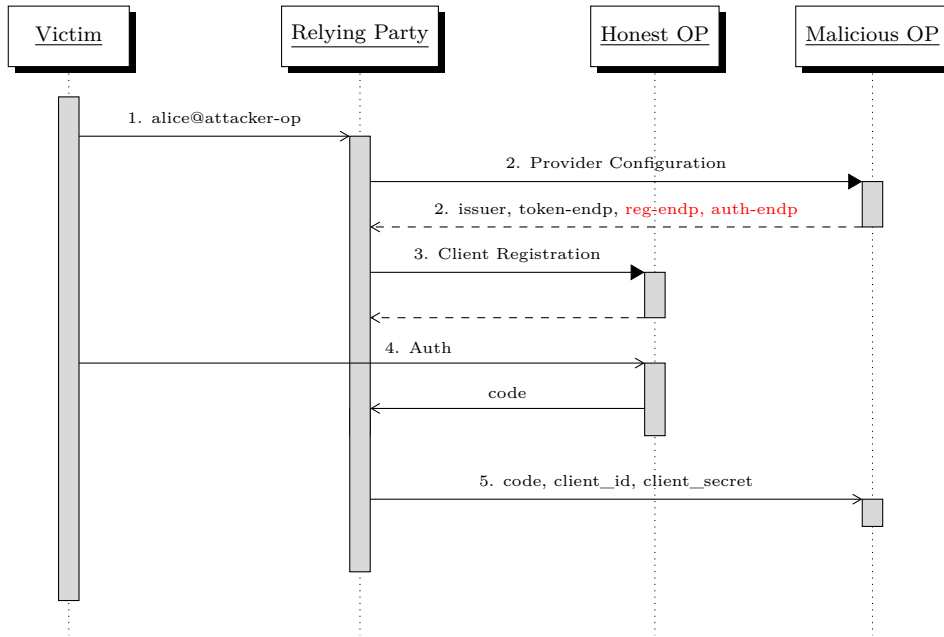 Victim
Relying Party
Honest OP
Malicious OP
1. alice@attacker-op
2. Provider Configuration
2. issuer, token-endp, reg-endp, auth-endp
3. Client Registration
4. Auth
code
5. code, client_id, client_secret